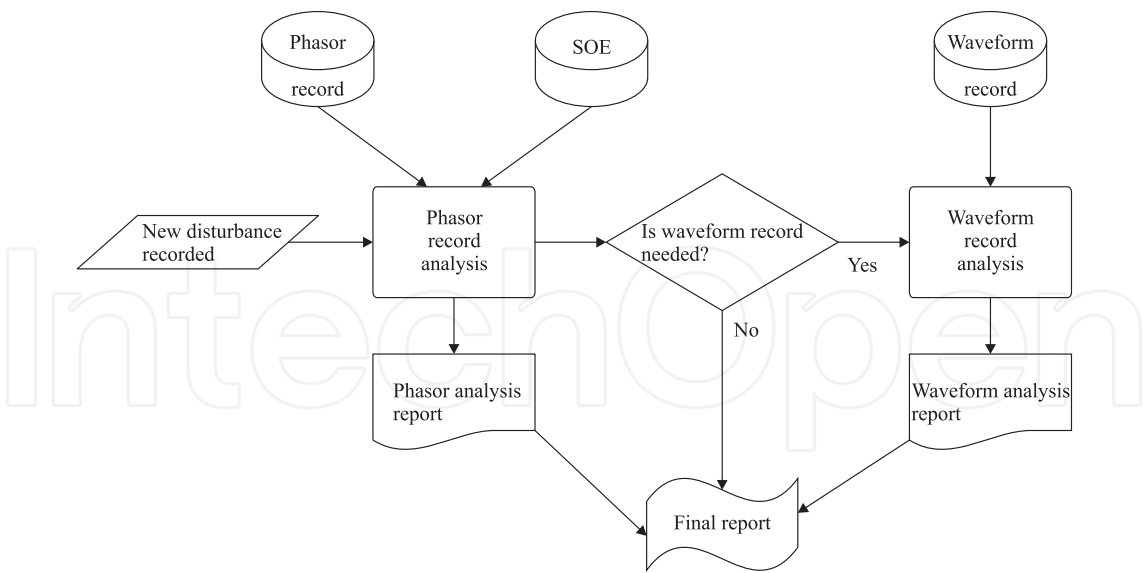 Phasor
record
SOE
Waveform
record
New disturbance
recorded
Phasor
record
analysis
Is waveform record
needed?
Yes
Waveform
record
analysis
No
Phasor analysis
report
Waveform analysis
report
Final report
IntechOpen